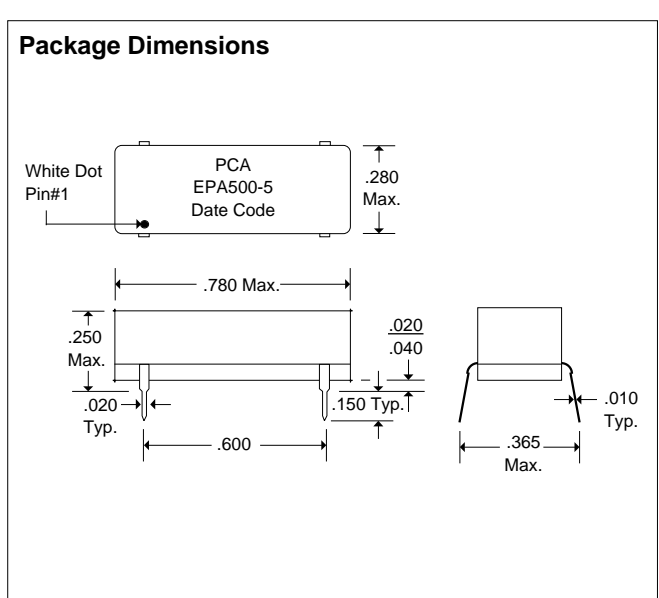 Package Dimensions
White Dot
Pin#1
PCA
EPA500-5
Date Code
.280
Max.
.780 Max.
.250
Max.
.020
.040
.020
Typ.
.150 Typ.
.010
Typ.
.600
.365
Max.